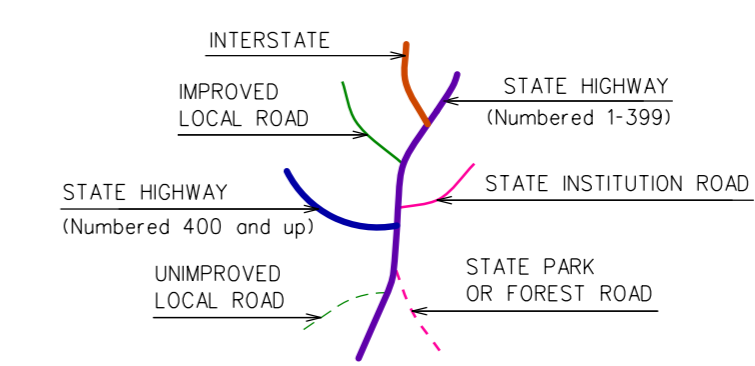 INTERSTATE
STATE HIGHWAY
(Numbered 1-399)
IMPROVED
LOCAL ROAD
STATE INSTITUTION ROAD
STATE HIGHWAY
(Numbered 400 and up)
STATE PARK
OR FOREST ROAD
UNIMPROVED
LOCAL ROAD